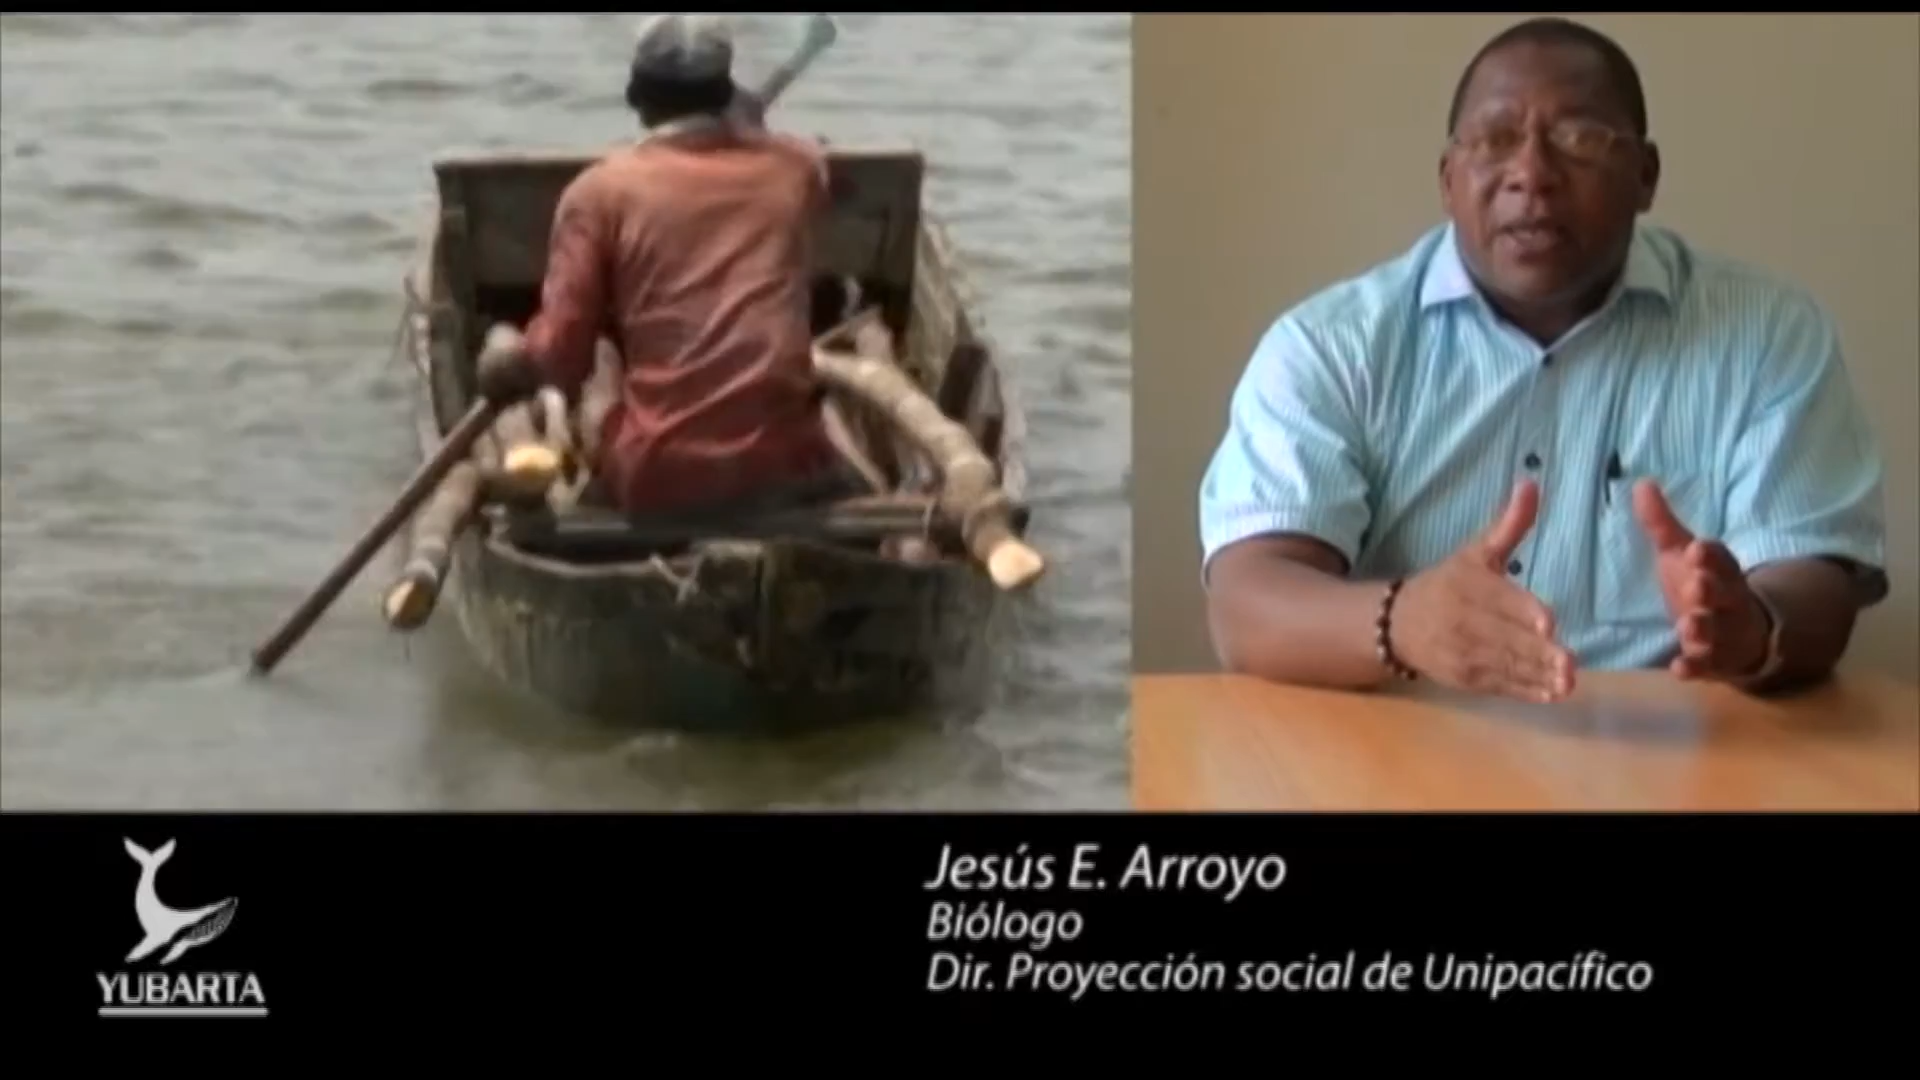 Jesús E. Arroyo
Biólogo
Dir. Proyección social de Unipacífico
YUBARTA